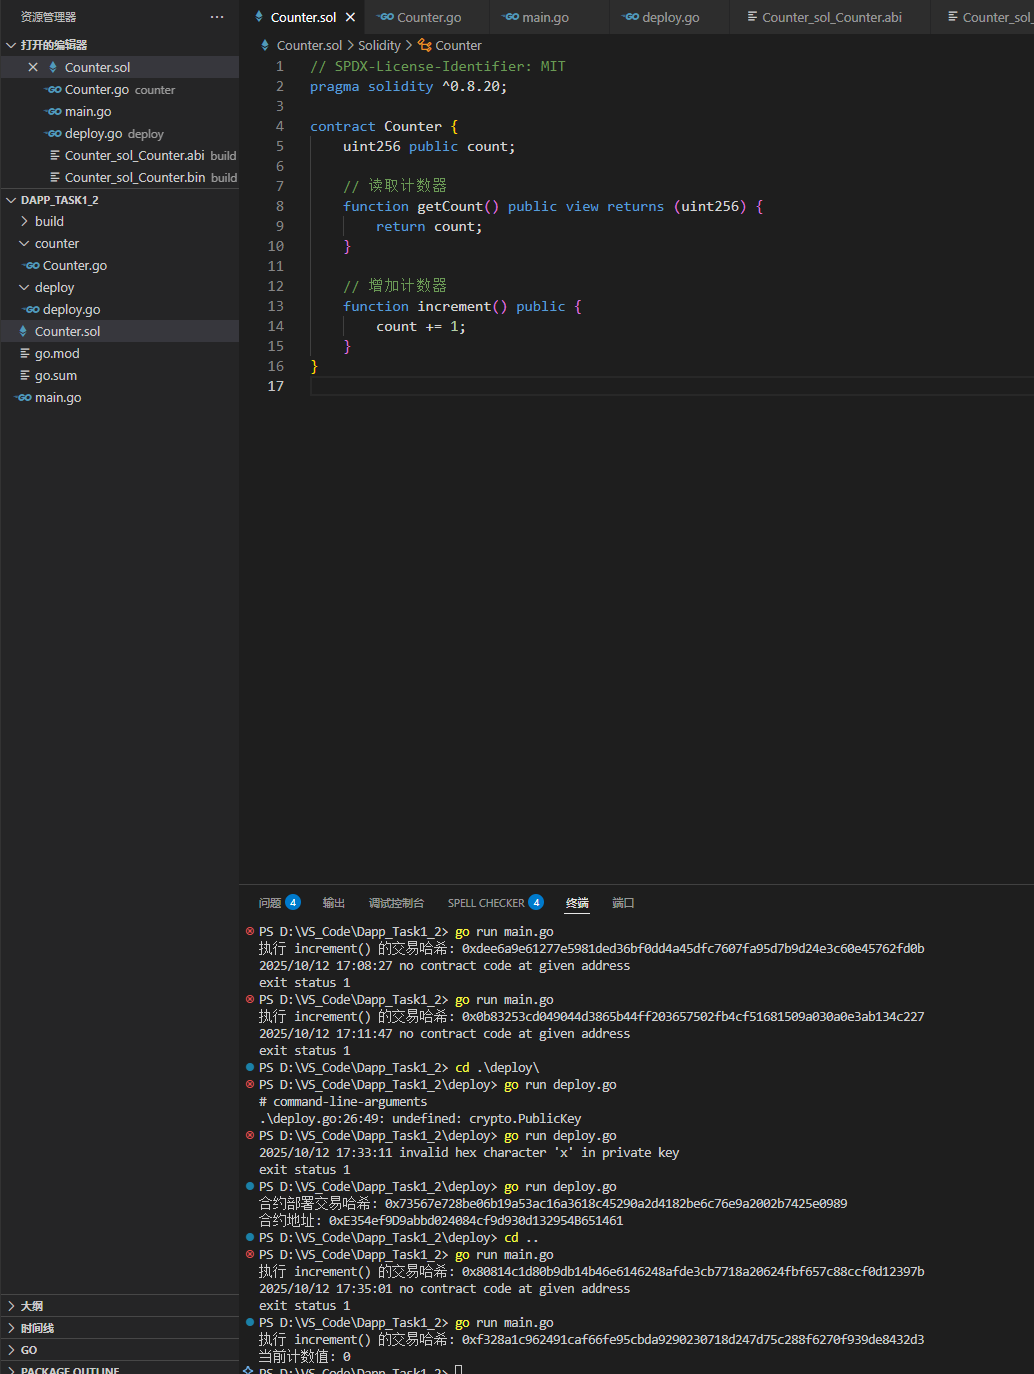 资源管理器 ···
打开的编辑器
Counter.sol
Counter.go counter
main.go
deploy.go deploy
Counter_sol_Counter.abi build
Counter_sol_Counter.bin build
DAPP_TASK1_2
build
counter
Counter.go
deploy
deploy.go
Counter.sol
go.mod
go.sum
main.go
大纲
时间线
GO
PACKAGE OUTLINE
Counter.sol Counter.go main.go deploy.go Counter_sol_Counter.abi Counter_sol_
Counter.sol > Solidity > Counter
1 // SPDX-License-Identifier: MIT
2 pragma solidity ^0.8.20;
3
4 contract Counter {
5 uint256 public count;
6
7 // 读取计数器
8 function getCount() public view returns (uint256) {
9 return count;
10 }
11
12 // 增加计数器
13 function increment() public {
14 count += 1;
15 }
16 }
17
问题 4 输出 调试控制台 SPELL CHECKER 4 终端 端口
PS D:\VS_Code\Dapp_Task1_2> go run main.go
执行 increment() 的交易哈希: 0xdee6a9e61277e5981ded36bf0dd4a45dfc7607fa95d7b9d24e3c60e45762fd0b
2025/10/12 17:08:27 no contract code at given address
exit status 1
PS D:\VS_Code\Dapp_Task1_2> go run main.go
执行 increment() 的交易哈希: 0x0b83253cd049044d3865b44ff203657502fb4cf51681509a030a0e3ab134c227
2025/10/12 17:11:47 no contract code at given address
exit status 1
PS D:\VS_Code\Dapp_Task1_2> cd .\deploy\
PS D:\VS_Code\Dapp_Task1_2\deploy> go run deploy.go
# command-line-arguments
.\deploy.go:26:49: undefined: crypto.PublicKey
PS D:\VS_Code\Dapp_Task1_2\deploy> go run deploy.go
2025/10/12 17:33:11 invalid hex character 'x' in private key
exit status 1
PS D:\VS_Code\Dapp_Task1_2\deploy> go run deploy.go
合约部署交易哈希: 0x73567e728be06b19a53ac16a3618c45290a2d4182be6c76e9a2002b7425e0989
合约地址: 0xE354ef9D9abbd024084cf9d930d132954B651461
PS D:\VS_Code\Dapp_Task1_2\deploy> cd ..
PS D:\VS_Code\Dapp_Task1_2> go run main.go
执行 increment() 的交易哈希: 0x80814c1d80b9db14b46e6146248afde3cb7718a20624fbf657c88ccf0d12397b
2025/10/12 17:35:01 no contract code at given address
exit status 1
PS D:\VS_Code\Dapp_Task1_2> go run main.go
执行 increment() 的交易哈希: 0xf328a1c962491caf66fe95cbda9290230718d247d75c288f6270f939de8432d3
当前计数值: 0
PS D:\VS_Code\Dapp_Task1_2>